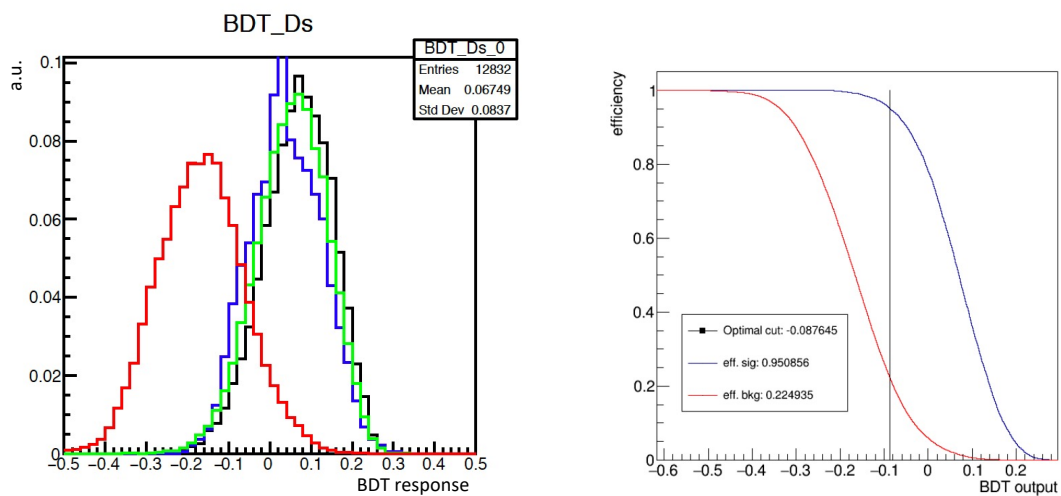 BDT_Ds
BDT_Ds_0
Entries 12832
Mean 0.06749
Std Dev 0.0837
a.u.
0.1
0.08
0.06
0.04
0.02
0
−0.5 −0.4 −0.3 −0.2 −0.1 0 0.1 0.2 0.3 0.4 0.5
BDT response
efficiency
1
0.8
0.6
0.4
0.2
0
Optimal cut: -0.087645
eff. sig: 0.950856
eff. bkg: 0.224935
−0.6 −0.5 −0.4 −0.3 −0.2 −0.1 0 0.1 0.2
BDT output